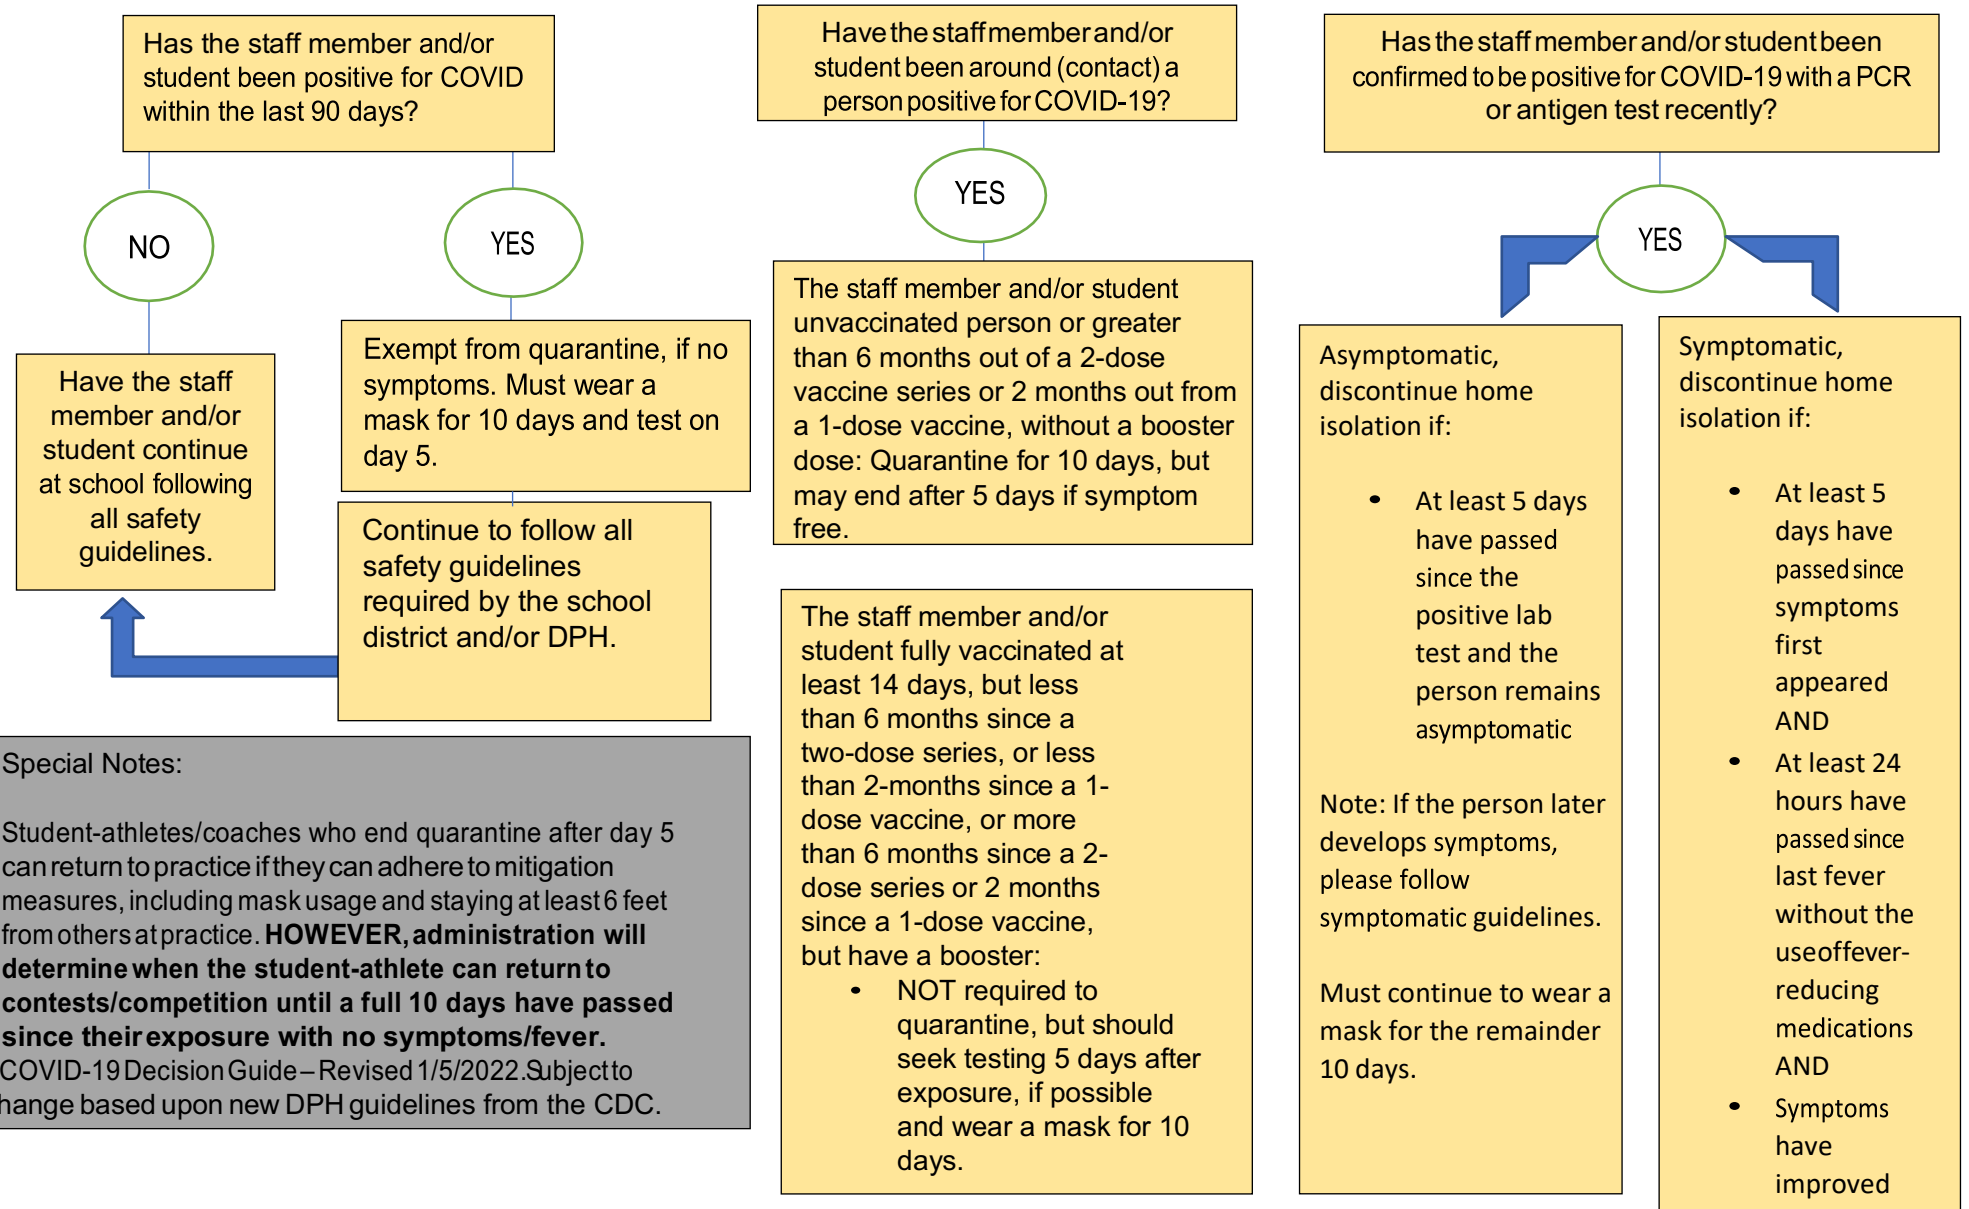 Has the staff member and/or
student been positive for COVID
within the last 90 days?
NO
YES
Have the staff
member and/or
student continue
at school following
all safety
guidelines.
Exempt from quarantine, if no
symptoms. Must wear a
mask for 10 days and test on
day 5.
Continue to follow all
safety guidelines
required by the school
district and/or DPH.
Special Notes:
Student-athletes/coaches who end quarantine after day 5
can return to practice if they can adhere to mitigation
measures, including mask usage and staying at least 6 feet
from others at practice. HOWEVER, administration will
determine when the student-athlete can return to
contests/competition until a full 10 days have passed
since their exposure with no symptoms/fever.
COVID-19 Decision Guide – Revised 1/5/2022. Subject to
hange based upon new DPH guidelines from the CDC.
Have the staff member and/or
student been around (contact) a
person positive for COVID-19?
YES
The staff member and/or student
unvaccinated person or greater
than 6 months out of a 2-dose
vaccine series or 2 months out from
a 1-dose vaccine, without a booster
dose: Quarantine for 10 days, but
may end after 5 days if symptom
free.
The staff member and/or
student fully vaccinated at
least 14 days, but less
than 6 months since a
two-dose series, or less
than 2-months since a 1-
dose vaccine, or more
than 6 months since a 2-
dose series or 2 months
since a 1-dose vaccine,
but have a booster:
• NOT required to
quarantine, but should
seek testing 5 days after
exposure, if possible
and wear a mask for 10
days.
Has the staff member and/or student been
confirmed to be positive for COVID-19 with a PCR
or antigen test recently?
YES
Asymptomatic,
discontinue home
isolation if:
• At least 5 days
have passed
since the
positive lab
test and the
person remains
asymptomatic
Note: If the person later
develops symptoms,
please follow
symptomatic guidelines.
Must continue to wear a
mask for the remainder
10 days.
Symptomatic,
discontinue home
isolation if:
• At least 5
days have
passed since
symptoms
first
appeared
AND
• At least 24
hours have
passed since
last fever
without the
use of fever-
reducing
medications
AND
• Symptoms
have
improved